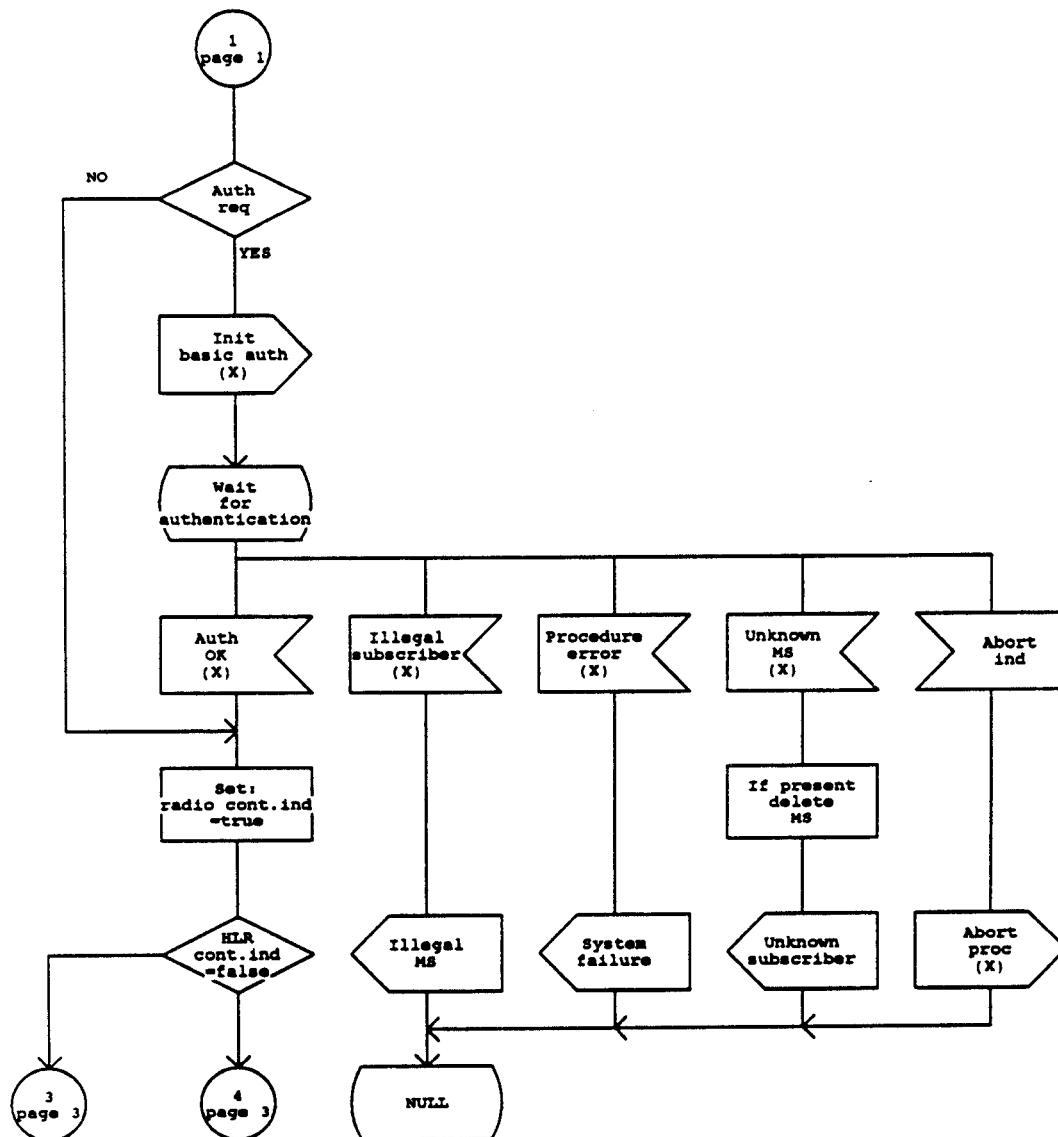 1
page 1
NO
Auth
req
YES
Init
basic auth
(X)
Wait
for
authentication
Auth
OK
(X)
Illegal
subscriber
(X)
Procedure
error
(X)
Unknown
MS
(X)
Abort
ind
Set:
radio cont.ind
=true
If present
delete
MS
HLR
cont.ind
=false
Illegal
MS
System
failure
Unknown
subscriber
Abort
proc
(X)
3
page 3
4
page 3
NULL